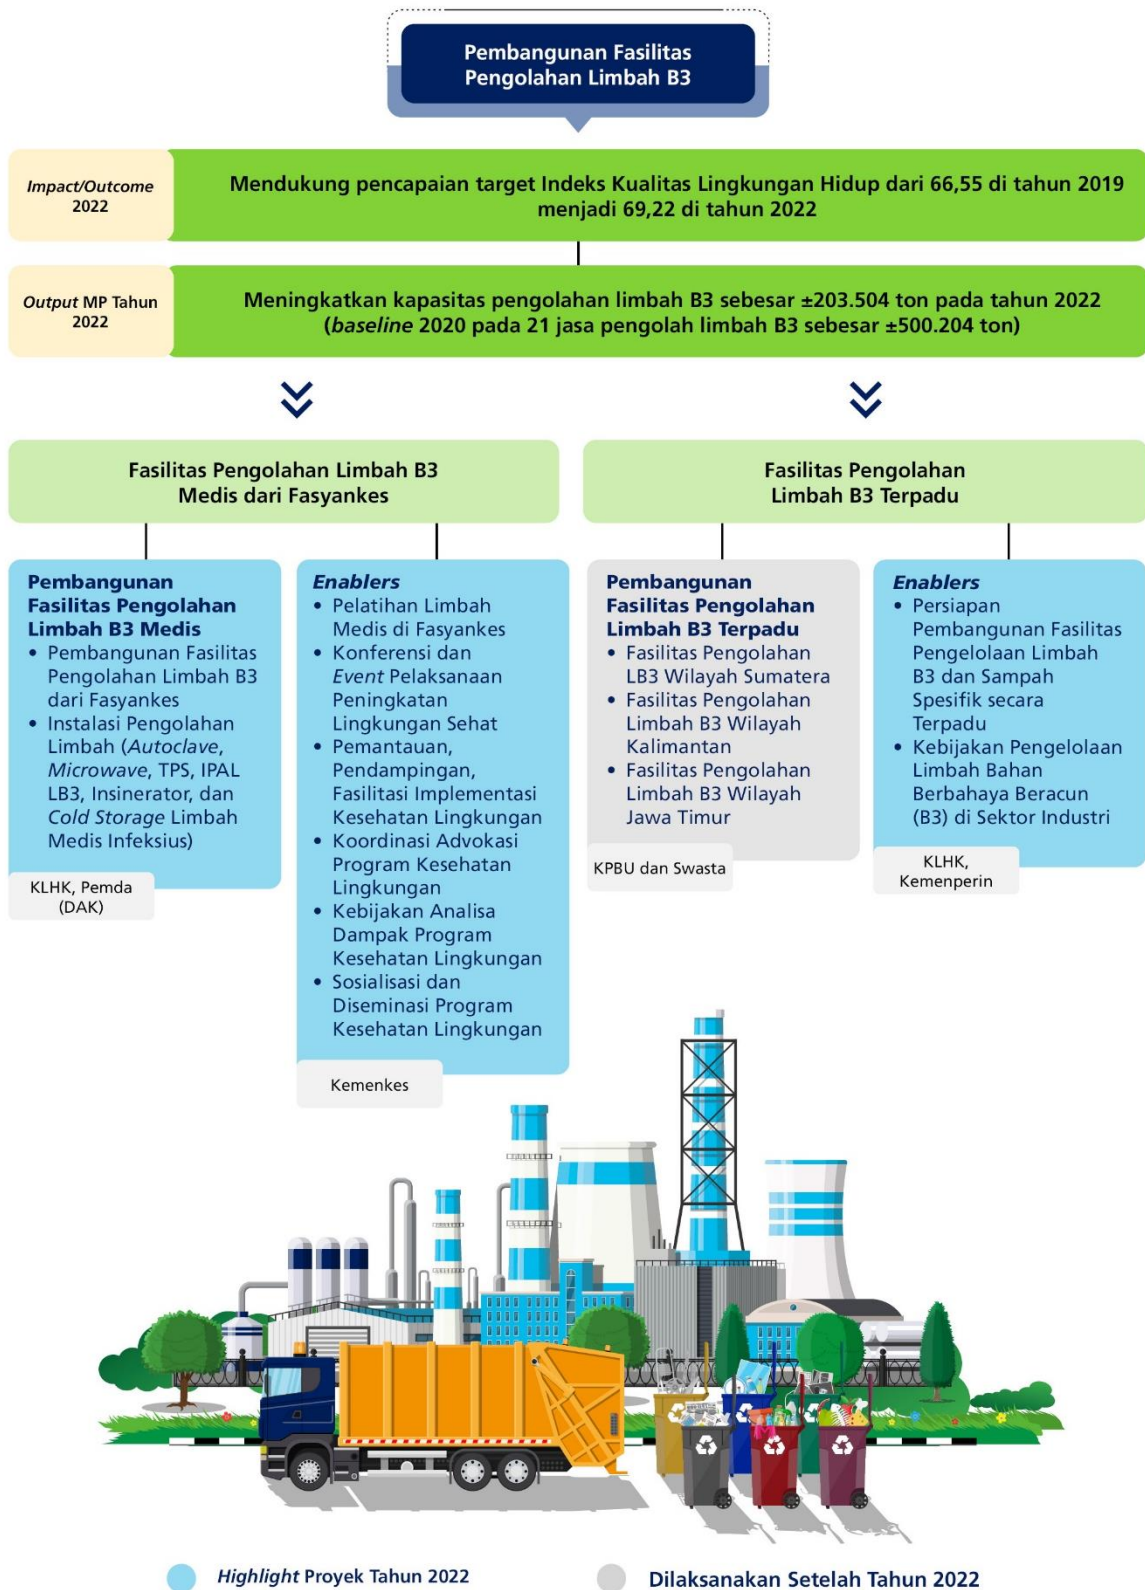 Pembangunan Fasilitas
Pengolahan Limbah B3
Impact/Outcome
2022
Mendukung pencapaian target Indeks Kualitas Lingkungan Hidup dari 66,55 di tahun 2019
menjadi 69,22 di tahun 2022
Output MP Tahun
2022
Meningkatkan kapasitas pengolahan limbah B3 sebesar ±203.504 ton pada tahun 2022
(baseline 2020 pada 21 jasa pengolah limbah B3 sebesar ±500.204 ton)
Fasilitas Pengolahan Limbah B3
Medis dari Fasyankes
Pembangunan
Fasilitas Pengolahan
Limbah B3 Medis
• Pembangunan Fasilitas
Pengolahan Limbah B3
dari Fasyankes
• Instalasi Pengolahan
Limbah (Autoclave,
Microwave, TPS, IPAL
LB3, Insinerator, dan
Cold Storage Limbah
Medis Infeksius)
KLHK, Pemda
(DAK)
Enablers
• Pelatihan Limbah
Medis di Fasyankes
• Konferensi dan
Event Pelaksanaan
Peningkatan
Lingkungan Sehat
• Pemantauan,
Pendampingan,
Fasilitasi Implementasi
Kesehatan Lingkungan
• Koordinasi Advokasi
Program Kesehatan
Lingkungan
• Kebijakan Analisa
Dampak Program
Kesehatan Lingkungan
• Sosialisasi dan
Diseminasi Program
Kesehatan Lingkungan
Kemenkes
Fasilitas Pengolahan
Limbah B3 Terpadu
Pembangunan
Fasilitas Pengolahan
Limbah B3 Terpadu
• Fasilitas Pengolahan
LB3 Wilayah Sumatera
• Fasilitas Pengolahan
Limbah B3 Wilayah
Kalimantan
• Fasilitas Pengolahan
Limbah B3 Wilayah
Jawa Timur
KPBU dan Swasta
Enablers
• Persiapan
Pembangunan Fasilitas
Pengelolaan Limbah
B3 dan Sampah
Spesifik secara
Terpadu
• Kebijakan Pengelolaan
Limbah Bahan
Berbahaya Beracun
(B3) di Sektor Industri
KLHK,
Kemenperin
Highlight Proyek Tahun 2022
Dilaksanakan Setelah Tahun 2022